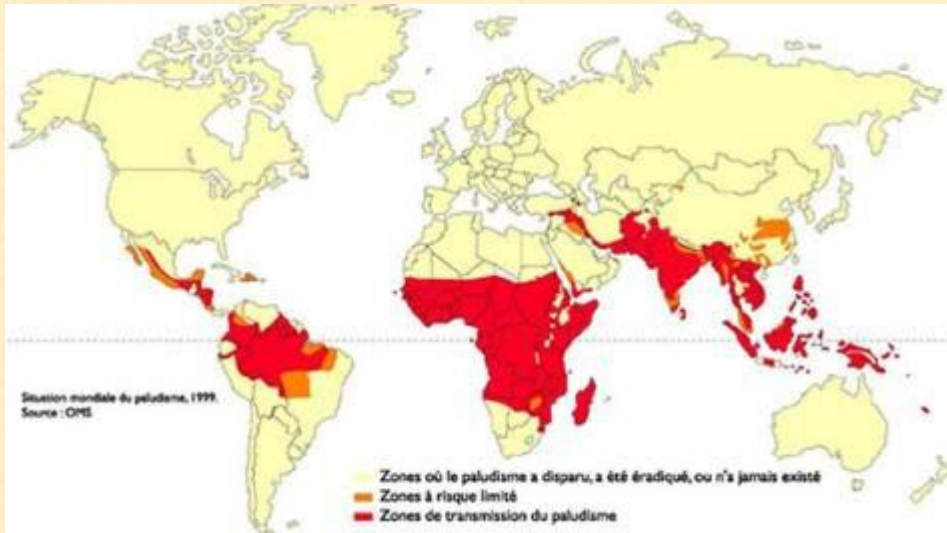 Situation mondiale du paludisme, 1999.
Source : OMS
Zones où le paludisme a disparu, a été éradiqué, ou n'a jamais existé
Zones à risque limité
Zones de transmission du paludisme